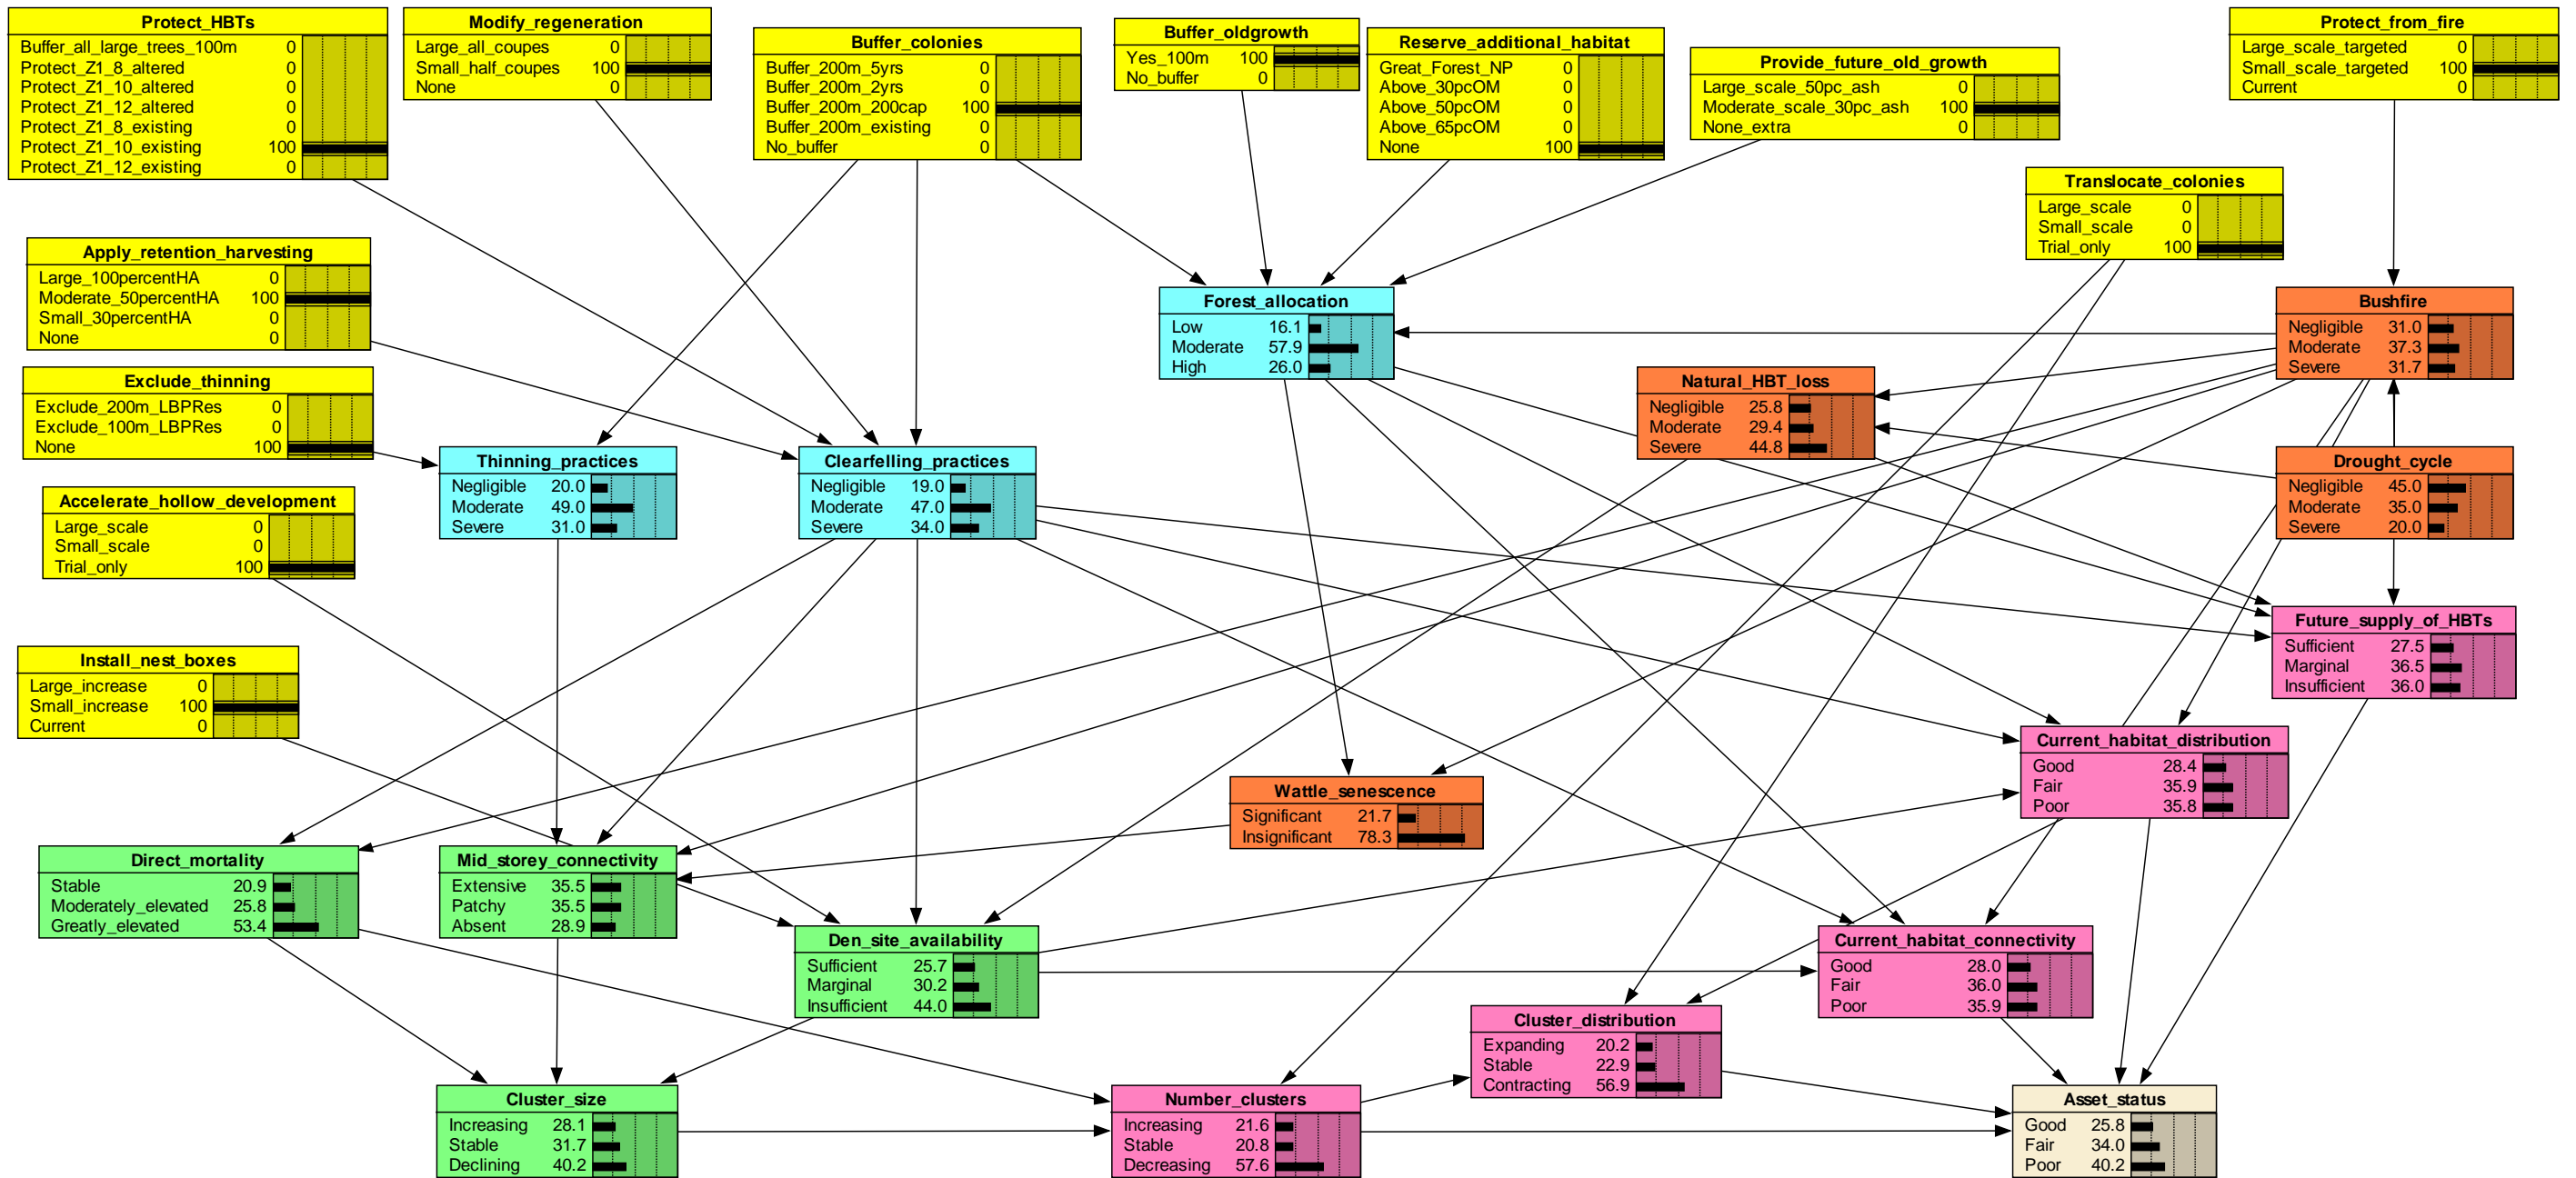 Protect_HBTs
Buffer_all_large_trees_100m 0
Protect_Z1_8_altered 0
Protect_Z1_10_altered 0
Protect_Z1_12_altered 0
Protect_Z1_8_existing 0
Protect_Z1_10_existing 100
Protect_Z1_12_existing 0
Modify_regeneration
Large_all_coupes 0
Small_half_coupes 100
None 0
Buffer_colonies
Buffer_200m_5yrs 0
Buffer_200m_2yrs 0
Buffer_200m_200cap 100
Buffer_200m_existing 0
No_buffer 0
Buffer_oldgrowth
Yes_100m 100
No_buffer 0
Reserve_additional_habitat
Great_Forest_NP 0
Above_30pcOM 0
Above_50pcOM 0
Above_65pcOM 0
None 100
Provide_future_old_growth
Large_scale_50pc_ash 0
Moderate_scale_30pc_ash 100
None_extra 0
Protect_from_fire
Large_scale_targeted 0
Small_scale_targeted 100
Current 0
Translocate_colonies
Large_scale 0
Small_scale 0
Trial_only 100
Apply_retention_harvesting
Large_100percentHA 0
Moderate_50percentHA 100
Small_30percentHA 0
None 0
Forest_allocation
Low 16.1
Moderate 57.9
High 26.0
Bushfire
Negligible 31.0
Moderate 37.3
Severe 31.7
Exclude_thinning
Exclude_200m_LBPRes 0
Exclude_100m_LBPRes 0
None 100
Natural_HBT_loss
Negligible 25.8
Moderate 29.4
Severe 44.8
Thinning_practices
Negligible 20.0
Moderate 49.0
Severe 31.0
Clearfelling_practices
Negligible 19.0
Moderate 47.0
Severe 34.0
Drought_cycle
Negligible 45.0
Moderate 35.0
Severe 20.0
Accelerate_hollow_development
Large_scale 0
Small_scale 0
Trial_only 100
Future_supply_of_HBTs
Sufficient 27.5
Marginal 36.5
Insufficient 36.0
Install_nest_boxes
Large_increase 0
Small_increase 100
Current 0
Current_habitat_distribution
Good 28.4
Fair 35.9
Poor 35.8
Wattle_senescence
Significant 21.7
Insignificant 78.3
Direct_mortality
Stable 20.9
Moderately_elevated 25.8
Greatly_elevated 53.4
Mid_storey_connectivity
Extensive 35.5
Patchy 35.5
Absent 28.9
Den_site_availability
Sufficient 25.7
Marginal 30.2
Insufficient 44.0
Current_habitat_connectivity
Good 28.0
Fair 36.0
Poor 35.9
Cluster_distribution
Expanding 20.2
Stable 22.9
Contracting 56.9
Cluster_size
Increasing 28.1
Stable 31.7
Declining 40.2
Number_clusters
Increasing 21.6
Stable 20.8
Decreasing 57.6
Asset_status
Good 25.8
Fair 34.0
Poor 40.2